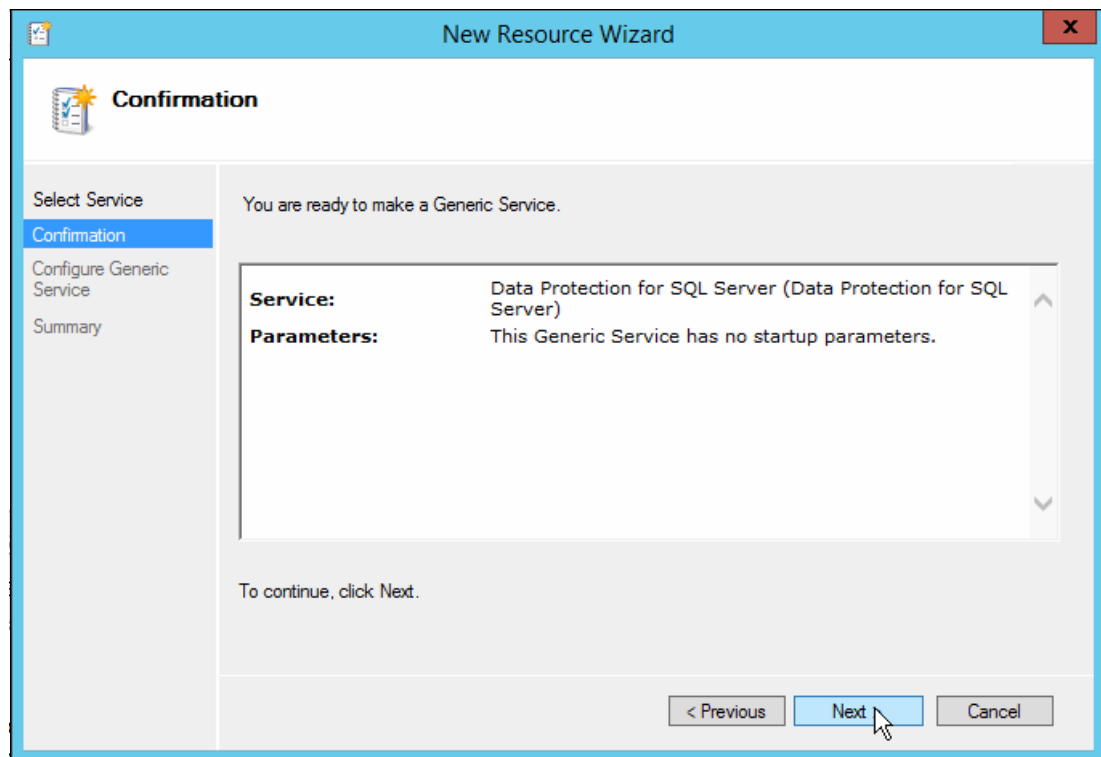 New Resource Wizard
x
Confirmation
Select Service
Confirmation
Configure Generic
Service
Summary
You are ready to make a Generic Service.
Service:
Data Protection for SQL Server (Data Protection for SQL
Server)
Parameters:
This Generic Service has no startup parameters.
To continue, click Next.
< Previous
Next
Cancel